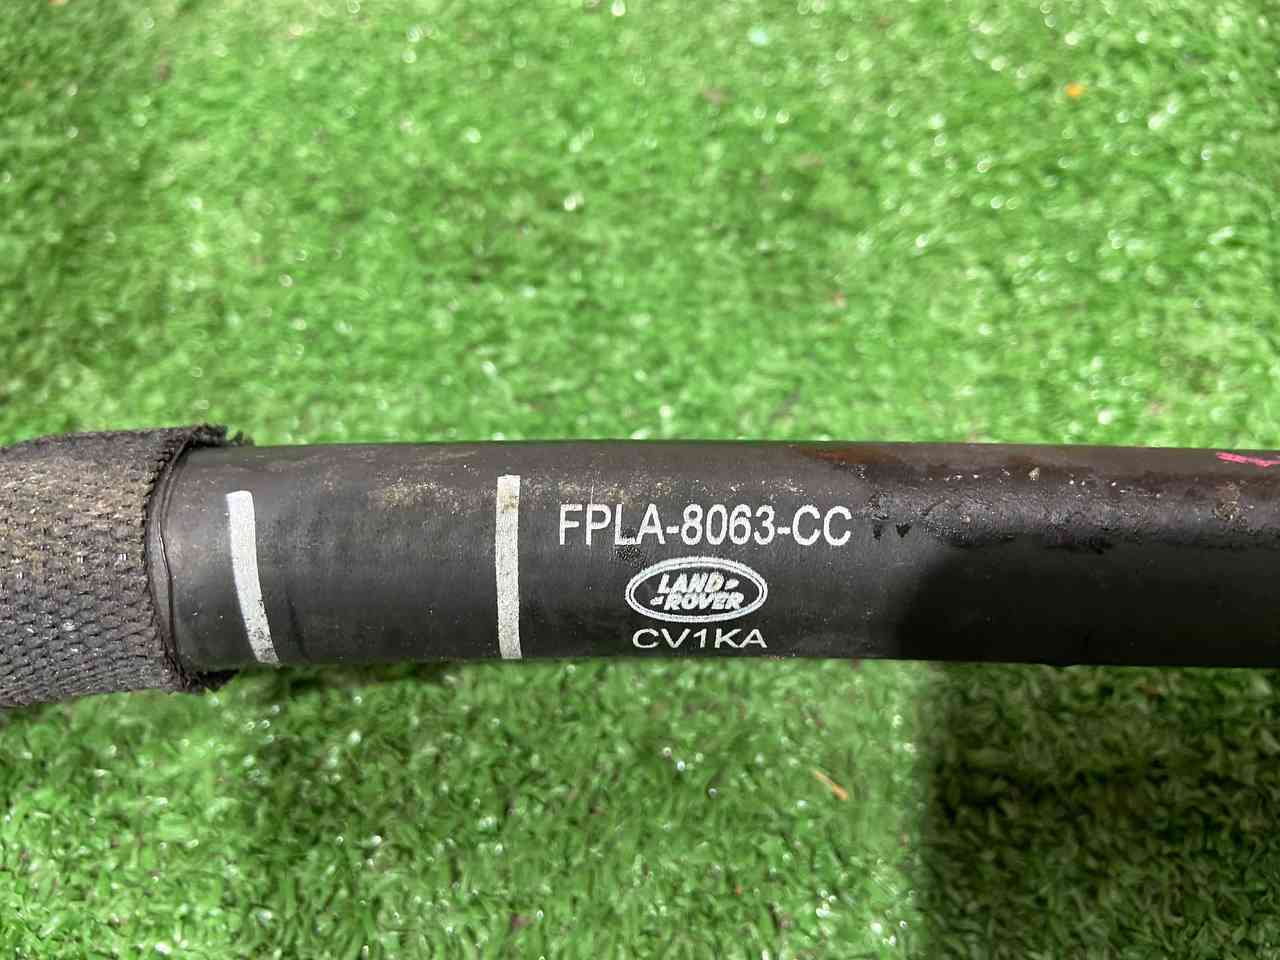 FPLA-8063-CC
LAND-
-ROVER
CV1KA